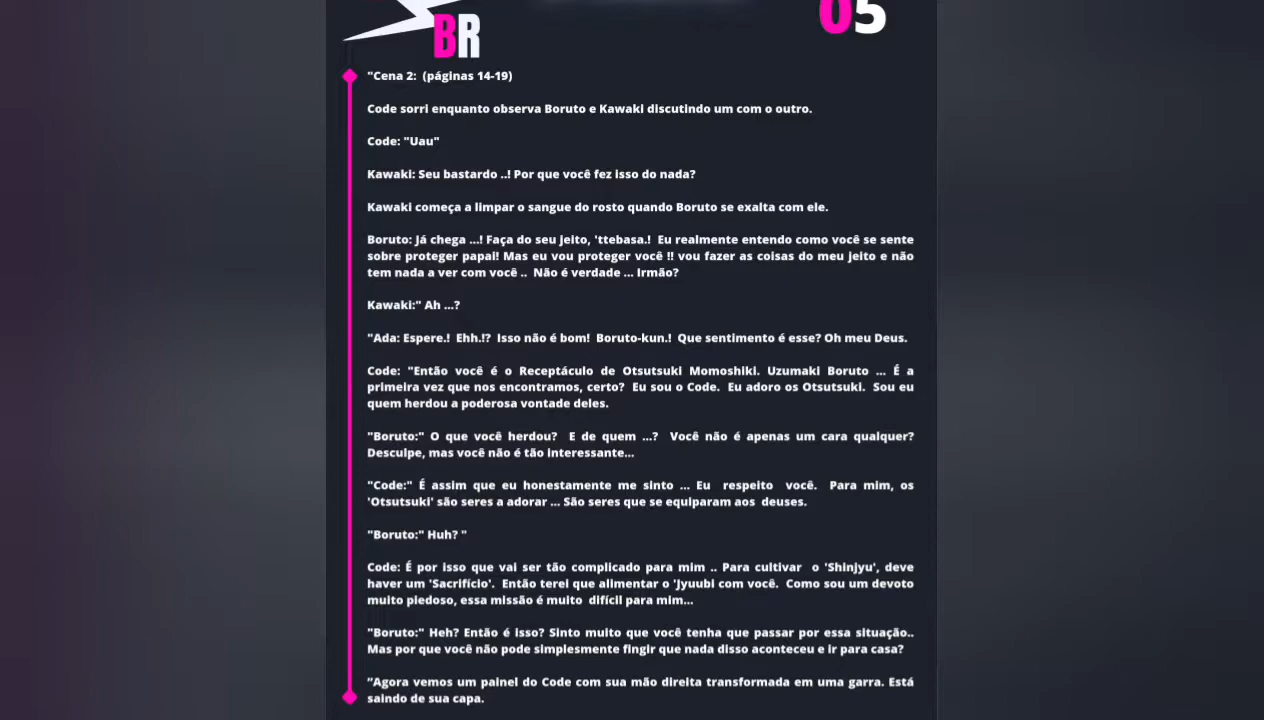 05
BR
"Cena 2: (páginas 14-19)
Code sorri enquanto observa Boruto e Kawaki discutindo um com o outro.
Code: "Uau"
Kawaki: Seu bastardo ..! Por que você fez isso do nada?
Kawaki começa a limpar o sangue do rosto quando Boruto se exalta com ele.
Boruto: Já chega ...! Faça do seu jeito, 'ttebasa.! Eu realmente entendo como você se sente
sobre proteger papai! Mas eu vou proteger você !! vou fazer as coisas do meu jeito e não
tem nada a ver com você .. Não é verdade ... Irmão?
Kawaki:" Ah ...?
"Ada: Espere.! Ehh.!? Isso não é bom! Boruto-kun.! Que sentimento é esse? Oh meu Deus.
Code: "Então você é o Receptáculo de Otsutsuki Momoshiki. Uzumaki Boruto ... É a
primeira vez que nos encontramos, certo? Eu sou o Code. Eu adoro os Otsutsuki. Sou eu
quem herdou a poderosa vontade deles.
"Boruto:" O que você herdou? E de quem ...? Você não é apenas um cara qualquer?
Desculpe, mas você não é tão interessante...
"Code:" É assim que eu honestamente me sinto ... Eu respeito você. Para mim, os
'Otsutsuki' são seres a adorar ... São seres que se equiparam aos deuses.
"Boruto:" Huh? "
Code: É por isso que vai ser tão complicado para mim .. Para cultivar o 'Shinjyu', deve
haver um 'Sacrifício'. Então terei que alimentar o 'Jyuubi com você. Como sou um devoto
muito piedoso, essa missão é muito difícil para mim...
"Boruto:" Heh? Então é isso? Sinto muito que você tenha que passar por essa situação..
Mas por que você não pode simplesmente fingir que nada disso aconteceu e ir para casa?
"Agora vemos um painel do Code com sua mão direita transformada em uma garra. Está
saindo de sua capa.